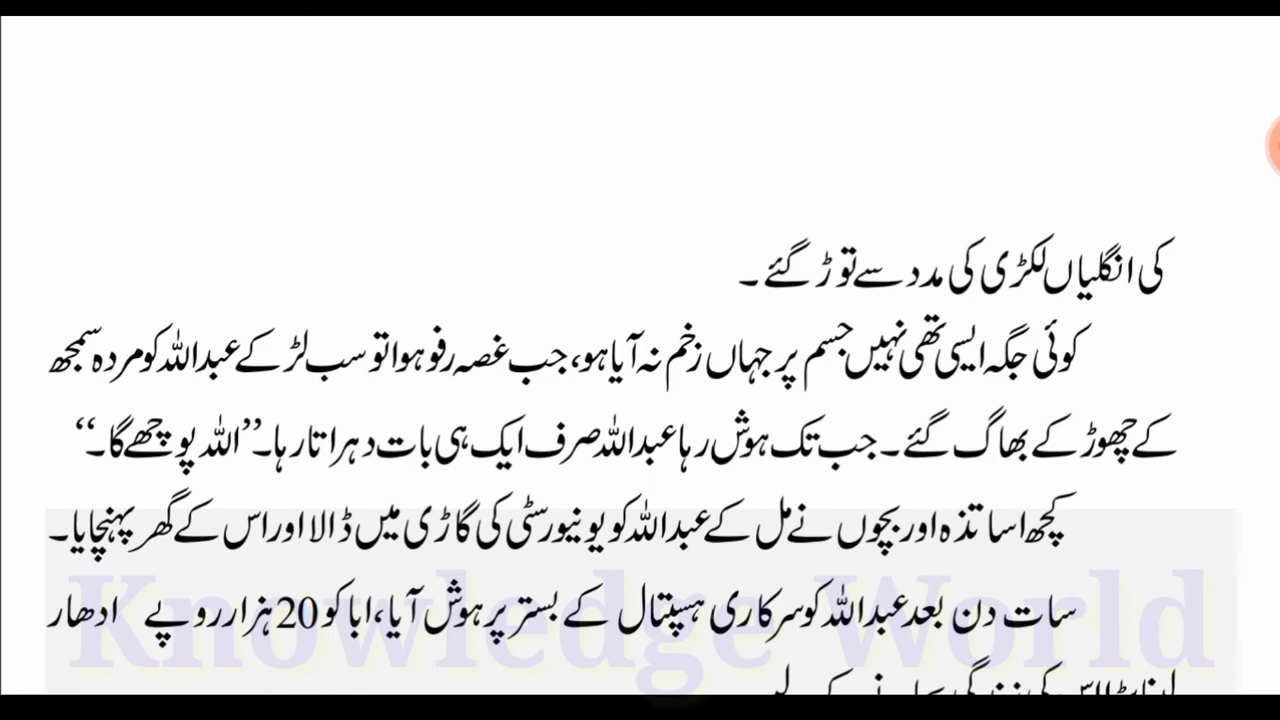 کی انگلیاں لکڑی کی مدد سے توڑ گئے۔
کوئی جگہ ایسی تھی نہیں جسم پر جہاں زخم نہ آیا ہو، جب غصہ رفو ہوا تو سب لڑکے عبداللہ کو مردہ سمجھ
کے چھوڑ کے بھاگ گئے۔ جب تک ہوش رہا عبداللہ صرف ایک ہی بات دہراتا رہا۔ ”اللہ پوچھے گا۔“
کچھ اساتذہ اور بچوں نے مل کے عبداللہ کو یونیورسٹی کی گاڑی میں ڈالا اور اس کے گھر پہنچایا۔
سات دن بعد عبداللہ کو سرکاری ہسپتال کے بستر پر ہوش آیا، ابا کو 20 ہزار روپے ادھار
Knowledge World